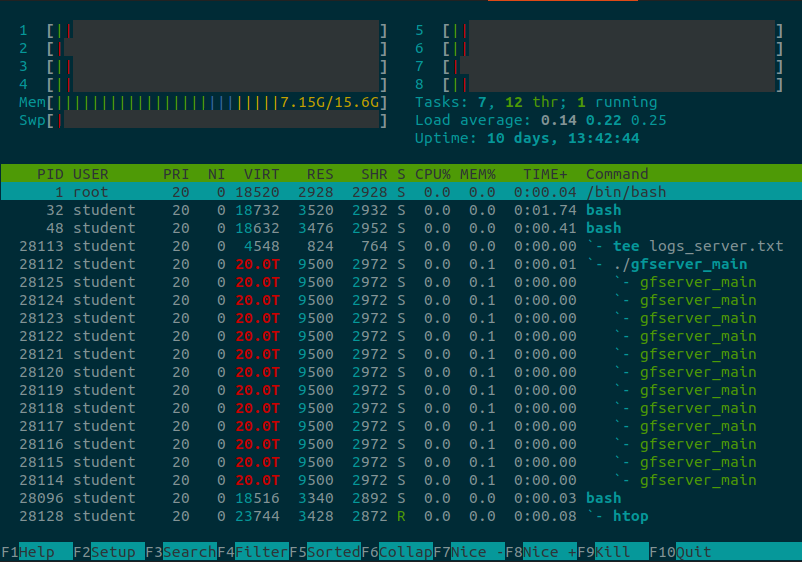 1 [|| ] 5 [|| ]
2 [| ] 6 [|| ]
3 [|| ] 7 [| ]
4 [|| ] 8 [|| ]
Mem[|||||||||||||||||||||||||7.15G/15.6G] Tasks: 7, 12 thr; 1 running
Swp[| ] Load average: 0.14 0.22 0.25
Uptime: 10 days, 13:42:44
PID USER PRI NI VIRT RES SHR S CPU% MEM% TIME+ Command
1 root 20 0 18520 2928 2928 S 0.0 0.0 0:00.04 /bin/bash
32 student 20 0 18732 3520 2932 S 0.0 0.0 0:01.74 bash
48 student 20 0 18632 3476 2952 S 0.0 0.0 0:00.41 bash
28113 student 20 0 4548 824 764 S 0.0 0.0 0:00.00 `- tee logs_server.txt
28112 student 20 0 20.0T 9500 2972 S 0.0 0.1 0:00.01 `- ./gfserver_main
28125 student 20 0 20.0T 9500 2972 S 0.0 0.1 0:00.00 `- gfserver_main
28124 student 20 0 20.0T 9500 2972 S 0.0 0.1 0:00.00 `- gfserver_main
28123 student 20 0 20.0T 9500 2972 S 0.0 0.1 0:00.00 `- gfserver_main
28122 student 20 0 20.0T 9500 2972 S 0.0 0.1 0:00.00 `- gfserver_main
28121 student 20 0 20.0T 9500 2972 S 0.0 0.1 0:00.00 `- gfserver_main
28120 student 20 0 20.0T 9500 2972 S 0.0 0.1 0:00.00 `- gfserver_main
28119 student 20 0 20.0T 9500 2972 S 0.0 0.1 0:00.00 `- gfserver_main
28118 student 20 0 20.0T 9500 2972 S 0.0 0.1 0:00.00 `- gfserver_main
28117 student 20 0 20.0T 9500 2972 S 0.0 0.1 0:00.00 `- gfserver_main
28116 student 20 0 20.0T 9500 2972 S 0.0 0.1 0:00.00 `- gfserver_main
28115 student 20 0 20.0T 9500 2972 S 0.0 0.1 0:00.00 `- gfserver_main
28114 student 20 0 20.0T 9500 2972 S 0.0 0.1 0:00.00 `- gfserver_main
28096 student 20 0 18516 3340 2892 S 0.0 0.0 0:00.03 bash
28128 student 20 0 23744 3428 2872 R 0.0 0.0 0:00.08 `- htop
F1Help F2Setup F3SearchF4FilterF5SortedF6CollapF7Nice -F8Nice +F9Kill F10Quit